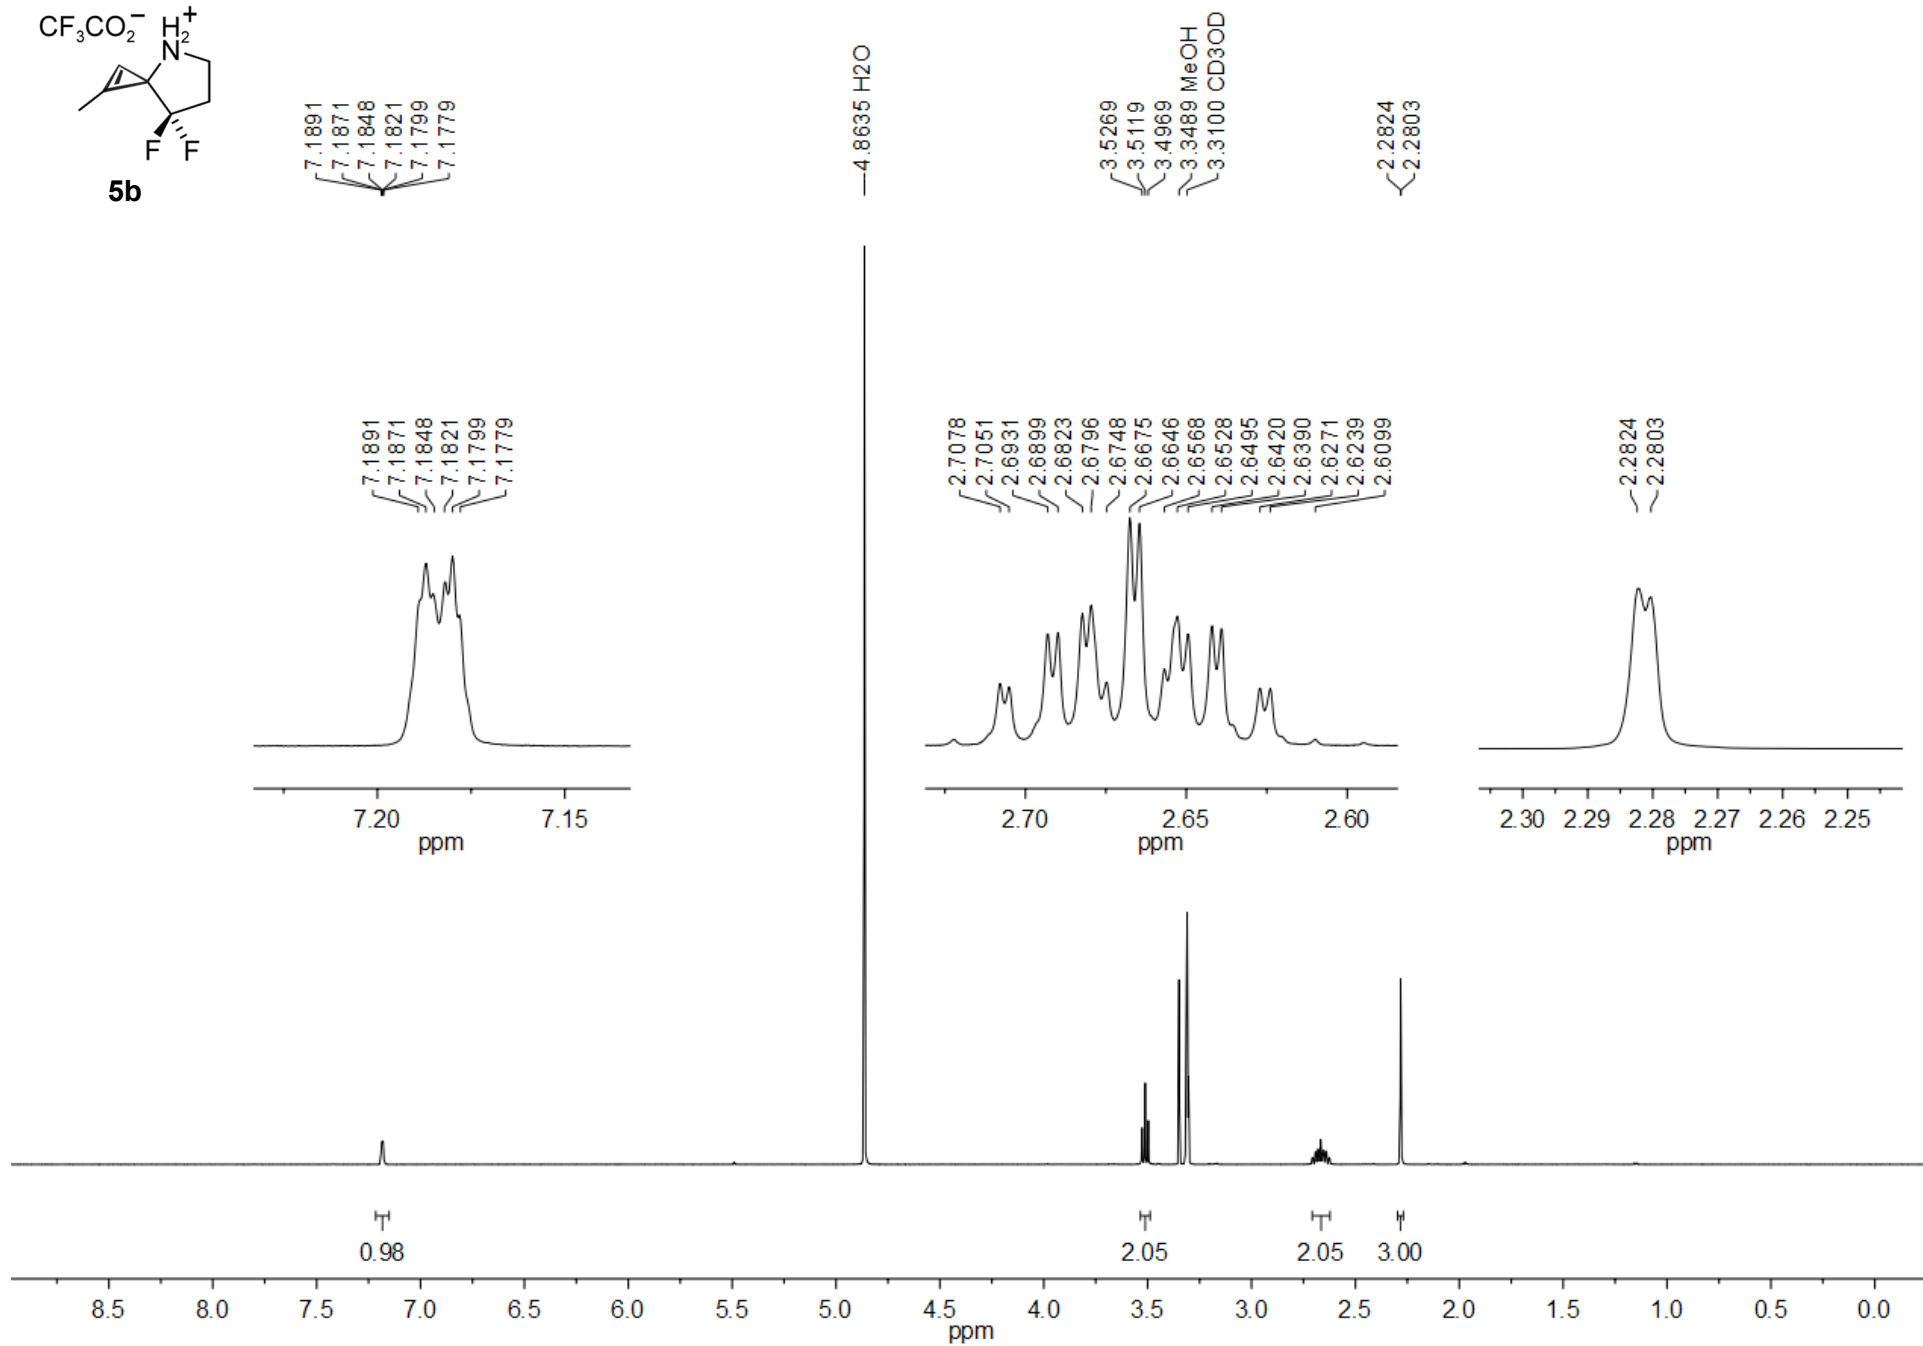 CF3CO2− H2+
N
F F
5b
7.1891
7.1871
7.1848
7.1821
7.1799
7.1779
4.8635 H2O
3.5269
3.5119
3.4969
3.3489 MeOH
3.3100 CD3OD
2.2824
2.2803
7.1891
7.1871
7.1848
7.1821
7.1799
7.1779
2.7078
2.7051
2.6931
2.6899
2.6823
2.6796
2.6748
2.6675
2.6646
2.6568
2.6528
2.6495
2.6420
2.6390
2.6271
2.6239
2.6099
2.2824
2.2803
7.20 7.15
ppm
2.70 2.65 2.60
ppm
2.30 2.29 2.28 2.27 2.26 2.25
ppm
0.98 2.05 2.05 3.00
8.5 8.0 7.5 7.0 6.5 6.0 5.5 5.0 4.5 4.0 3.5 3.0 2.5 2.0 1.5 1.0 0.5 0.0
ppm